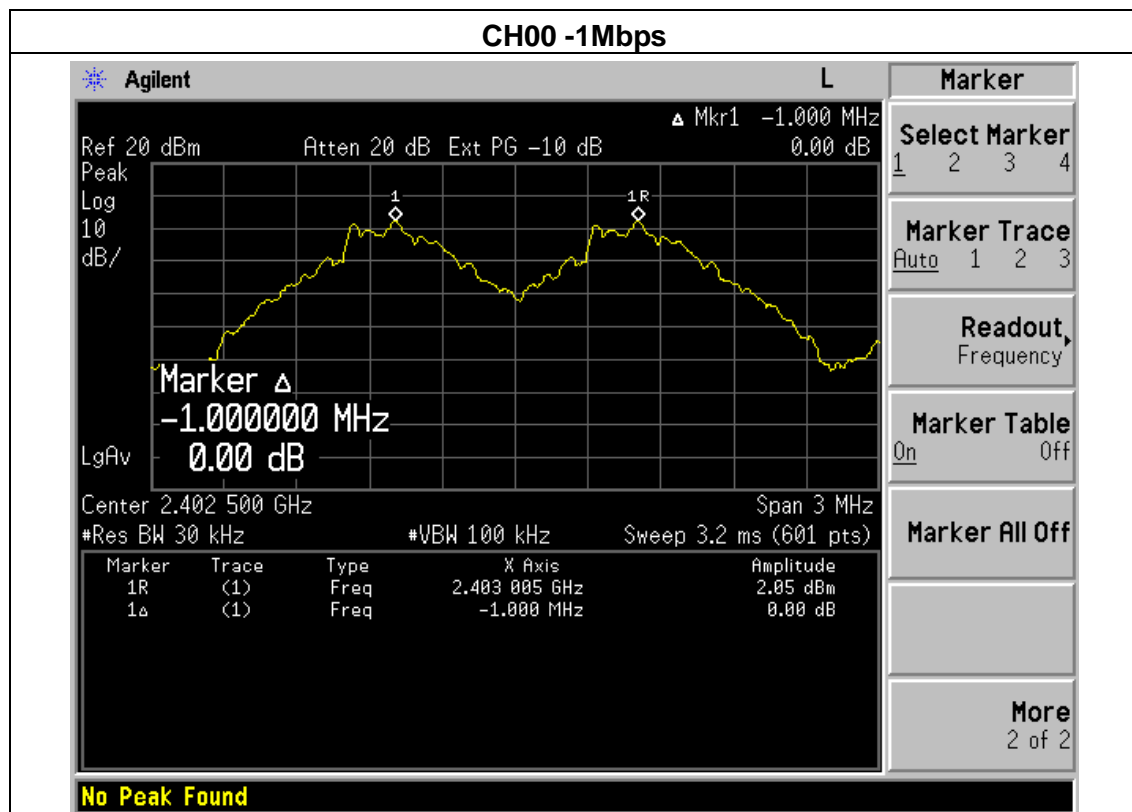 CH00 -1Mbps
Agilent L Marker
Δ Mkr1 -1.000 MHz
Ref 20 dBm Atten 20 dB Ext PG -10 dB 0.00 dB
Peak
Log
10
dB/
1 1R
Marker Δ
-1.000000 MHz
0.00 dB
LgAv
Center 2.402 500 GHz Span 3 MHz
#Res BW 30 kHz #VBW 100 kHz Sweep 3.2 ms (601 pts)
Marker Trace Type X Axis Amplitude
1R (1) Freq 2.403 005 GHz 2.05 dBm
1Δ (1) Freq -1.000 MHz 0.00 dB
Select Marker
1 2 3 4
Marker Trace
Auto 1 2 3
Readout
Frequency
Marker Table
On Off
Marker All Off
More
2 of 2
No Peak Found